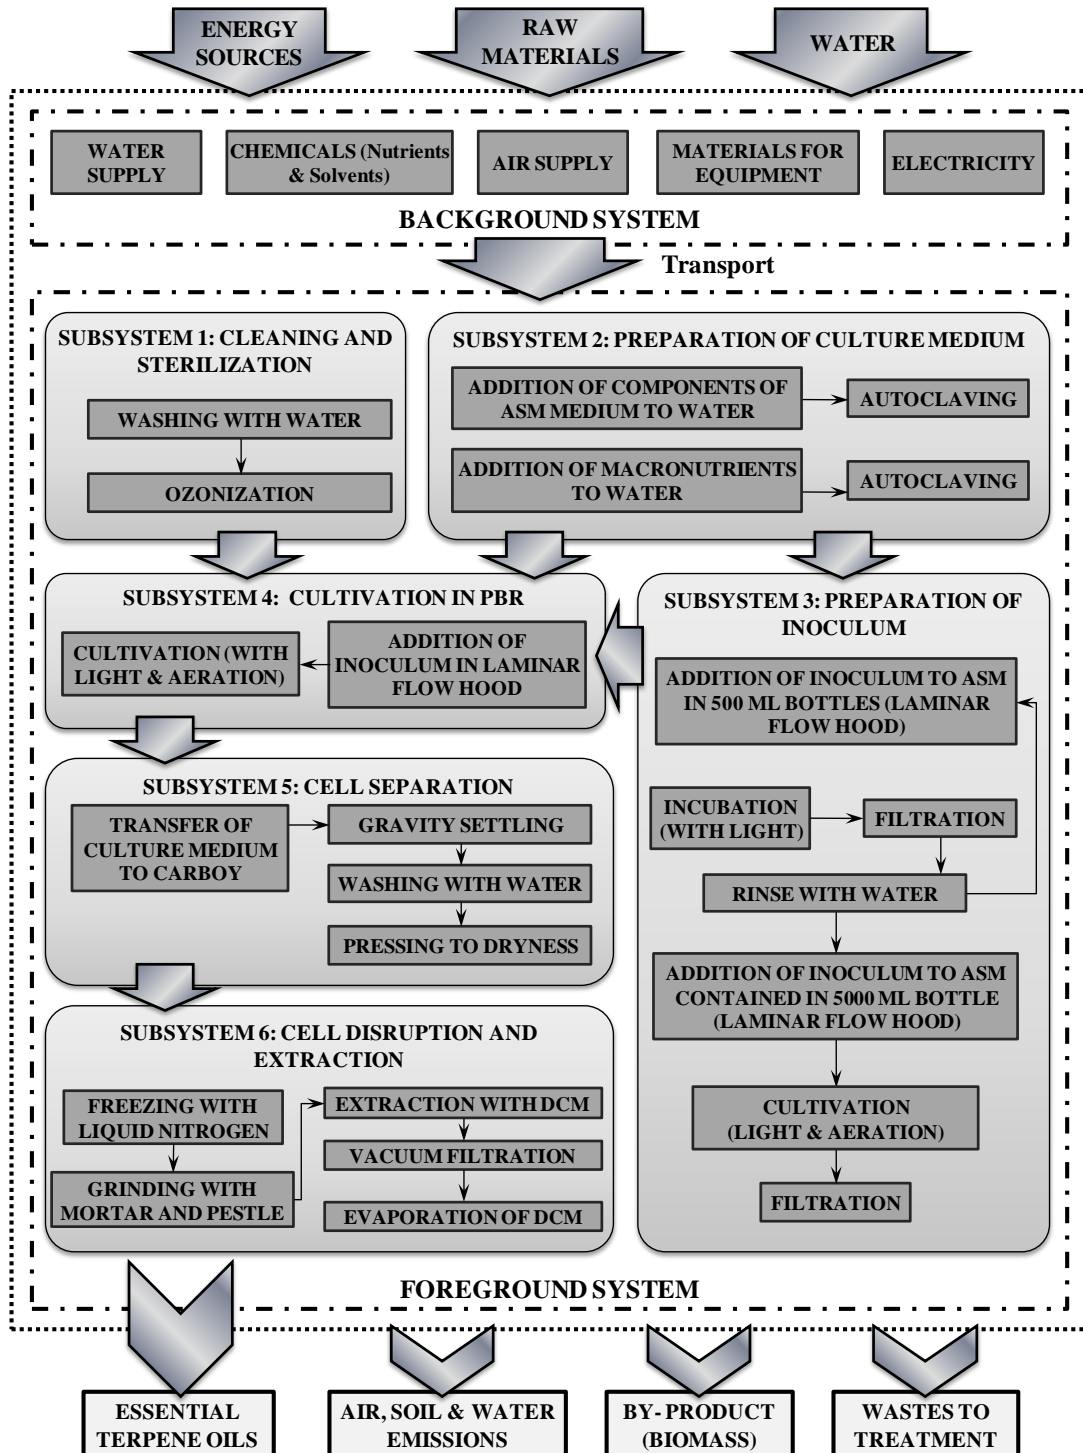 ENERGY
SOURCES
RAW
MATERIALS
WATER
WATER
SUPPLY
CHEMICALS (Nutrients
& Solvents)
AIR SUPPLY
MATERIALS FOR
EQUIPMENT
ELECTRICITY
BACKGROUND SYSTEM
Transport
SUBSYSTEM 1: CLEANING AND
STERILIZATION
WASHING WITH WATER
OZONIZATION
SUBSYSTEM 2: PREPARATION OF CULTURE MEDIUM
ADDITION OF COMPONENTS OF
ASM MEDIUM TO WATER
AUTOCLAVING
ADDITION OF MACRONUTRIENTS
TO WATER
AUTOCLAVING
SUBSYSTEM 4: CULTIVATION IN PBR
CULTIVATION (WITH
LIGHT & AERATION)
ADDITION OF
INOCULUM IN LAMINAR
FLOW HOOD
SUBSYSTEM 3: PREPARATION OF
INOCULUM
ADDITION OF INOCULUM TO ASM
IN 500 ML BOTTLES (LAMINAR
FLOW HOOD)
INCUBATION
(WITH LIGHT)
FILTRATION
RINSE WITH WATER
ADDITION OF INOCULUM TO ASM
CONTAINED IN 5000 ML BOTTLE
(LAMINAR FLOW HOOD)
CULTIVATION
(LIGHT & AERATION)
FILTRATION
SUBSYSTEM 5: CELL SEPARATION
TRANSFER OF
CULTURE MEDIUM
TO CARBOY
GRAVITY SETTLING
WASHING WITH WATER
PRESSING TO DRYNESS
SUBSYSTEM 6: CELL DISRUPTION AND
EXTRACTION
FREEZING WITH
LIQUID NITROGEN
GRINDING WITH
MORTAR AND PESTLE
EXTRACTION WITH DCM
VACUUM FILTRATION
EVAPORATION OF DCM
FOREGROUND SYSTEM
ESSENTIAL
TERPENE OILS
AIR, SOIL & WATER
EMISSIONS
BY- PRODUCT
(BIOMASS)
WASTES TO
TREATMENT